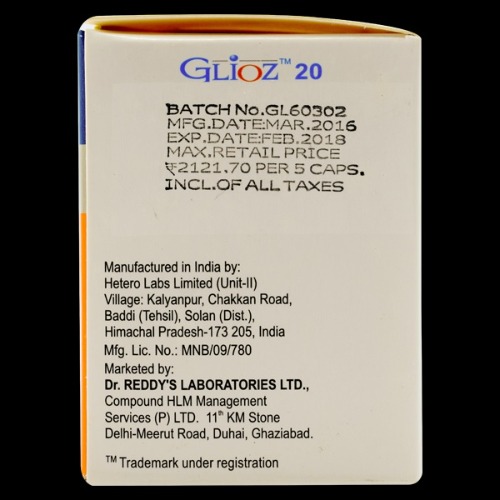 GLIOZ™ 20
BATCH No.GL60302
MFG.DATE:MAR.2016
EXP.DATE:FEB.2018
MAX.RETAIL PRICE
₹2121.70 PER 5 CAPS.
INCL.OF ALL TAXES
Manufactured in India by:
Hetero Labs Limited (Unit-II)
Village: Kalyanpur, Chakkan Road,
Baddi (Tehsil), Solan (Dist.),
Himachal Pradesh-173 205, India
Mfg. Lic. No.: MNB/09/780
Marketed by:
Dr. REDDY'S LABORATORIES LTD.,
Compound HLM Management
Services (P) LTD. 11th KM Stone
Delhi-Meerut Road, Duhai, Ghaziabad.
™ Trademark under registration